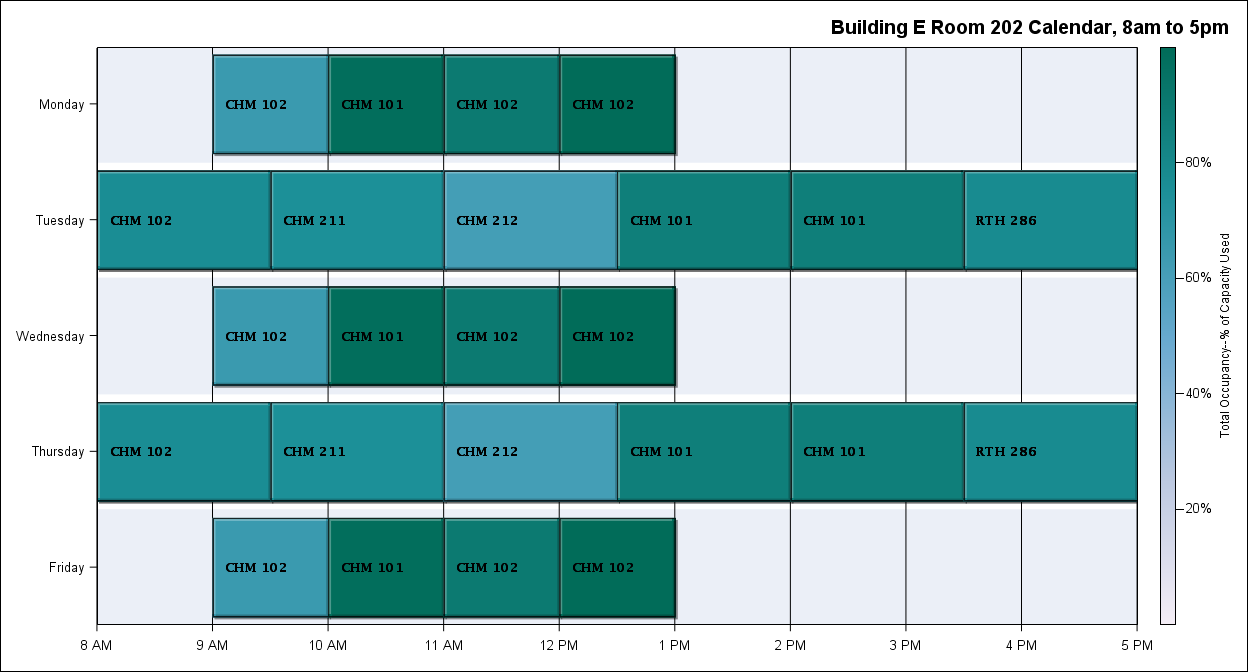 Building E Room 202 Calendar, 8am to 5pm
Monday
CHM 102
CHM 101
CHM 102
CHM 102
Tuesday
CHM 102
CHM 211
CHM 212
CHM 101
CHM 101
RTH 286
Wednesday
CHM 102
CHM 101
CHM 102
CHM 102
Thursday
CHM 102
CHM 211
CHM 212
CHM 101
CHM 101
RTH 286
Friday
CHM 102
CHM 101
CHM 102
CHM 102
8 AM
9 AM
10 AM
11 AM
12 PM
1 PM
2 PM
3 PM
4 PM
5 PM
80%
60%
40%
20%
Total Occupancy--% of Capacity Used